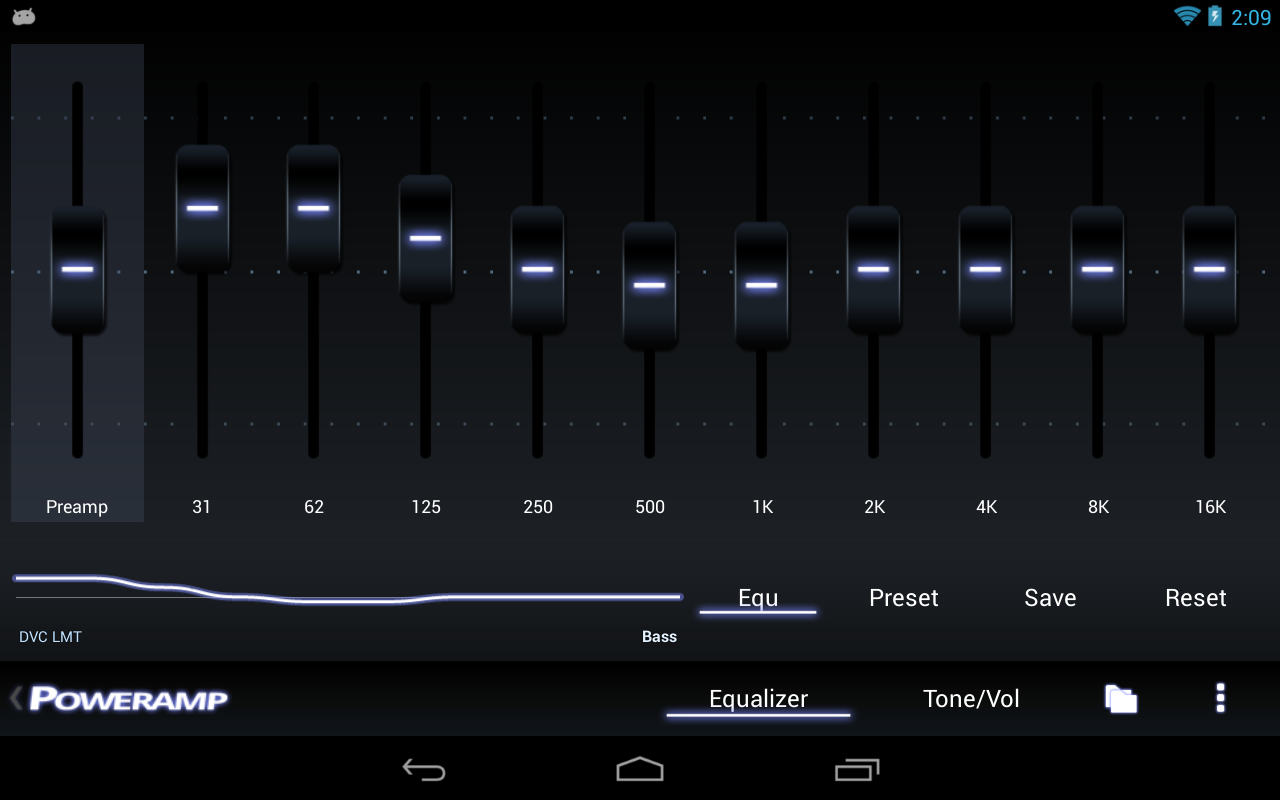 2:09
Preamp 31 62 125 250 500 1K 2K 4K 8K 16K
Equ Preset Save Reset
DVC LMT Bass
POWERAMP Equalizer Tone/Vol